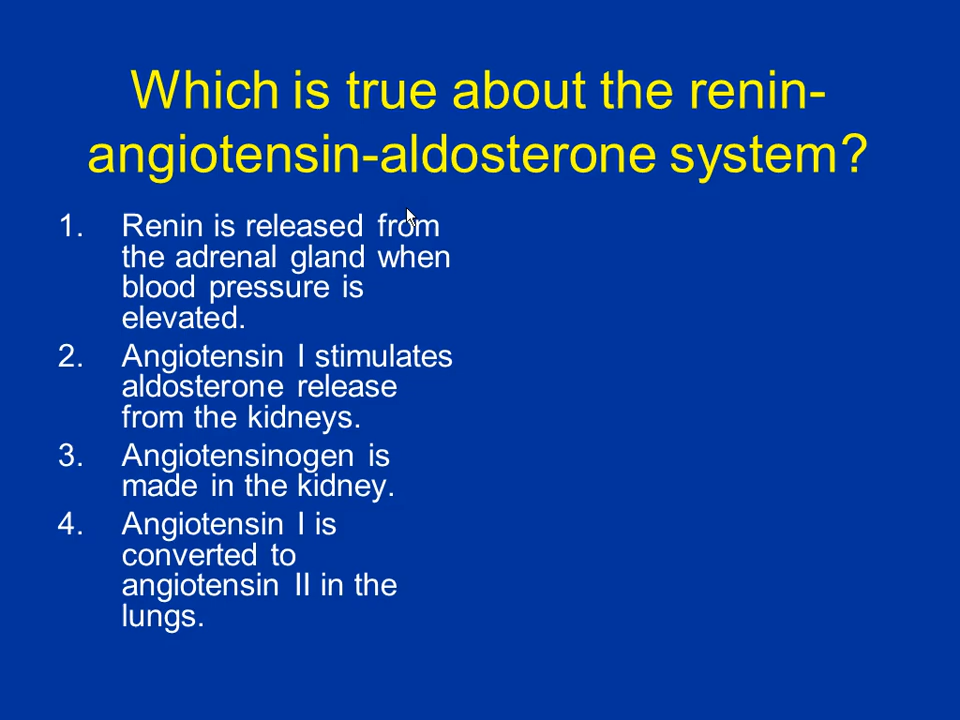 Which is true about the renin-
angiotensin-aldosterone system?
1. Renin is released from
the adrenal gland when
blood pressure is
elevated.
2. Angiotensin I stimulates
aldosterone release
from the kidneys.
3. Angiotensinogen is
made in the kidney.
4. Angiotensin I is
converted to
angiotensin II in the
lungs.